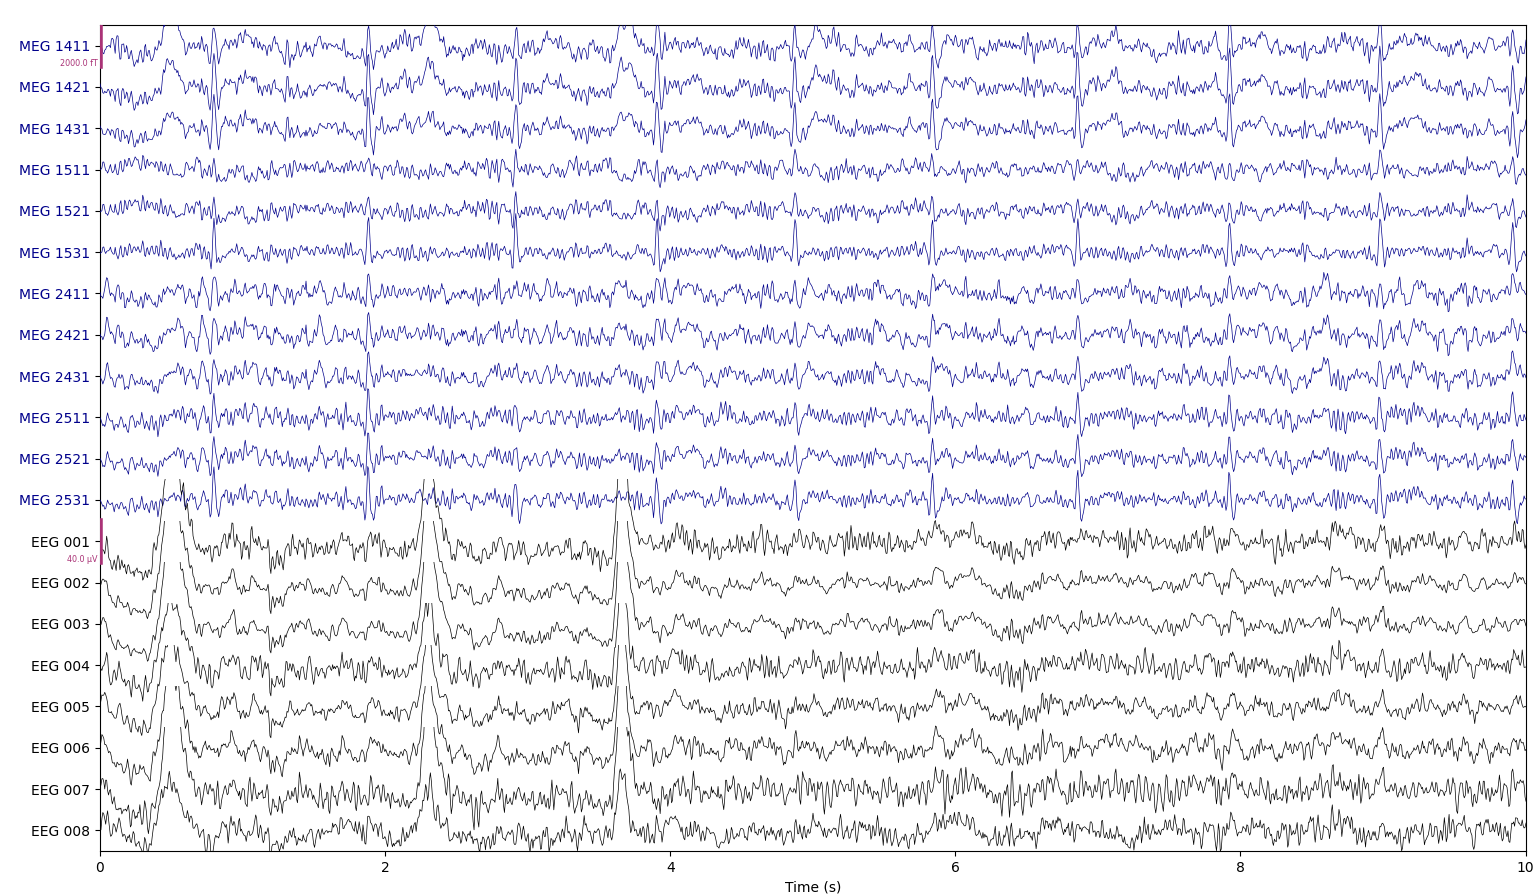 MEG 1411
2000.0 fT
MEG 1421
MEG 1431
MEG 1511
MEG 1521
MEG 1531
MEG 2411
MEG 2421
MEG 2431
MEG 2511
MEG 2521
MEG 2531
EEG 001
40.0 µV
EEG 002
EEG 003
EEG 004
EEG 005
EEG 006
EEG 007
EEG 008
0 2 4 6 8 10
Time (s)